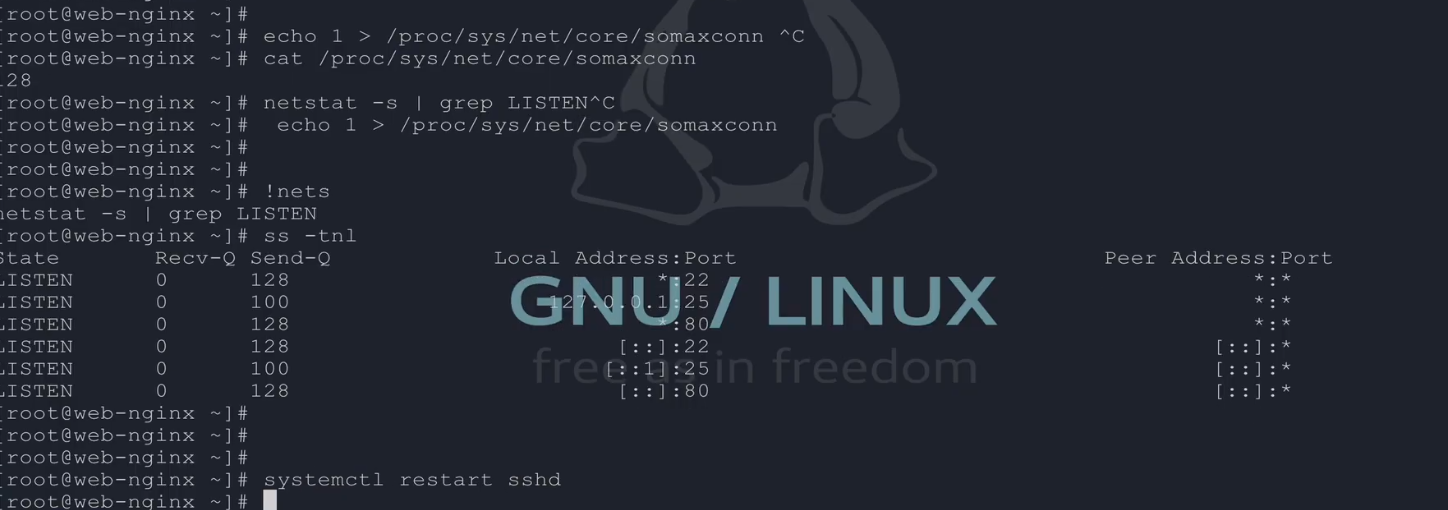 [root@web-nginx ~]#
[root@web-nginx ~]# echo 1 > /proc/sys/net/core/somaxconn ^C
[root@web-nginx ~]# cat /proc/sys/net/core/somaxconn
128
[root@web-nginx ~]# netstat -s | grep LISTEN^C
[root@web-nginx ~]#  echo 1 > /proc/sys/net/core/somaxconn
[root@web-nginx ~]#
[root@web-nginx ~]#
[root@web-nginx ~]# !nets
netstat -s | grep LISTEN
[root@web-nginx ~]# ss -tnl
State Recv-Q Send-Q Local Address:Port Peer Address:Port
LISTEN 0 128 *:22 *:*
LISTEN 0 100 127.0.0.1:25 *:*
LISTEN 0 128 *:80 *:*
LISTEN 0 128 [::]:22 [::]:*
LISTEN 0 100 [::1]:25 [::]:*
LISTEN 0 128 [::]:80 [::]:*
GNU / LINUX
free as in freedom
[root@web-nginx ~]#
[root@web-nginx ~]#
[root@web-nginx ~]#
[root@web-nginx ~]# systemctl restart sshd
[root@web-nginx ~]#